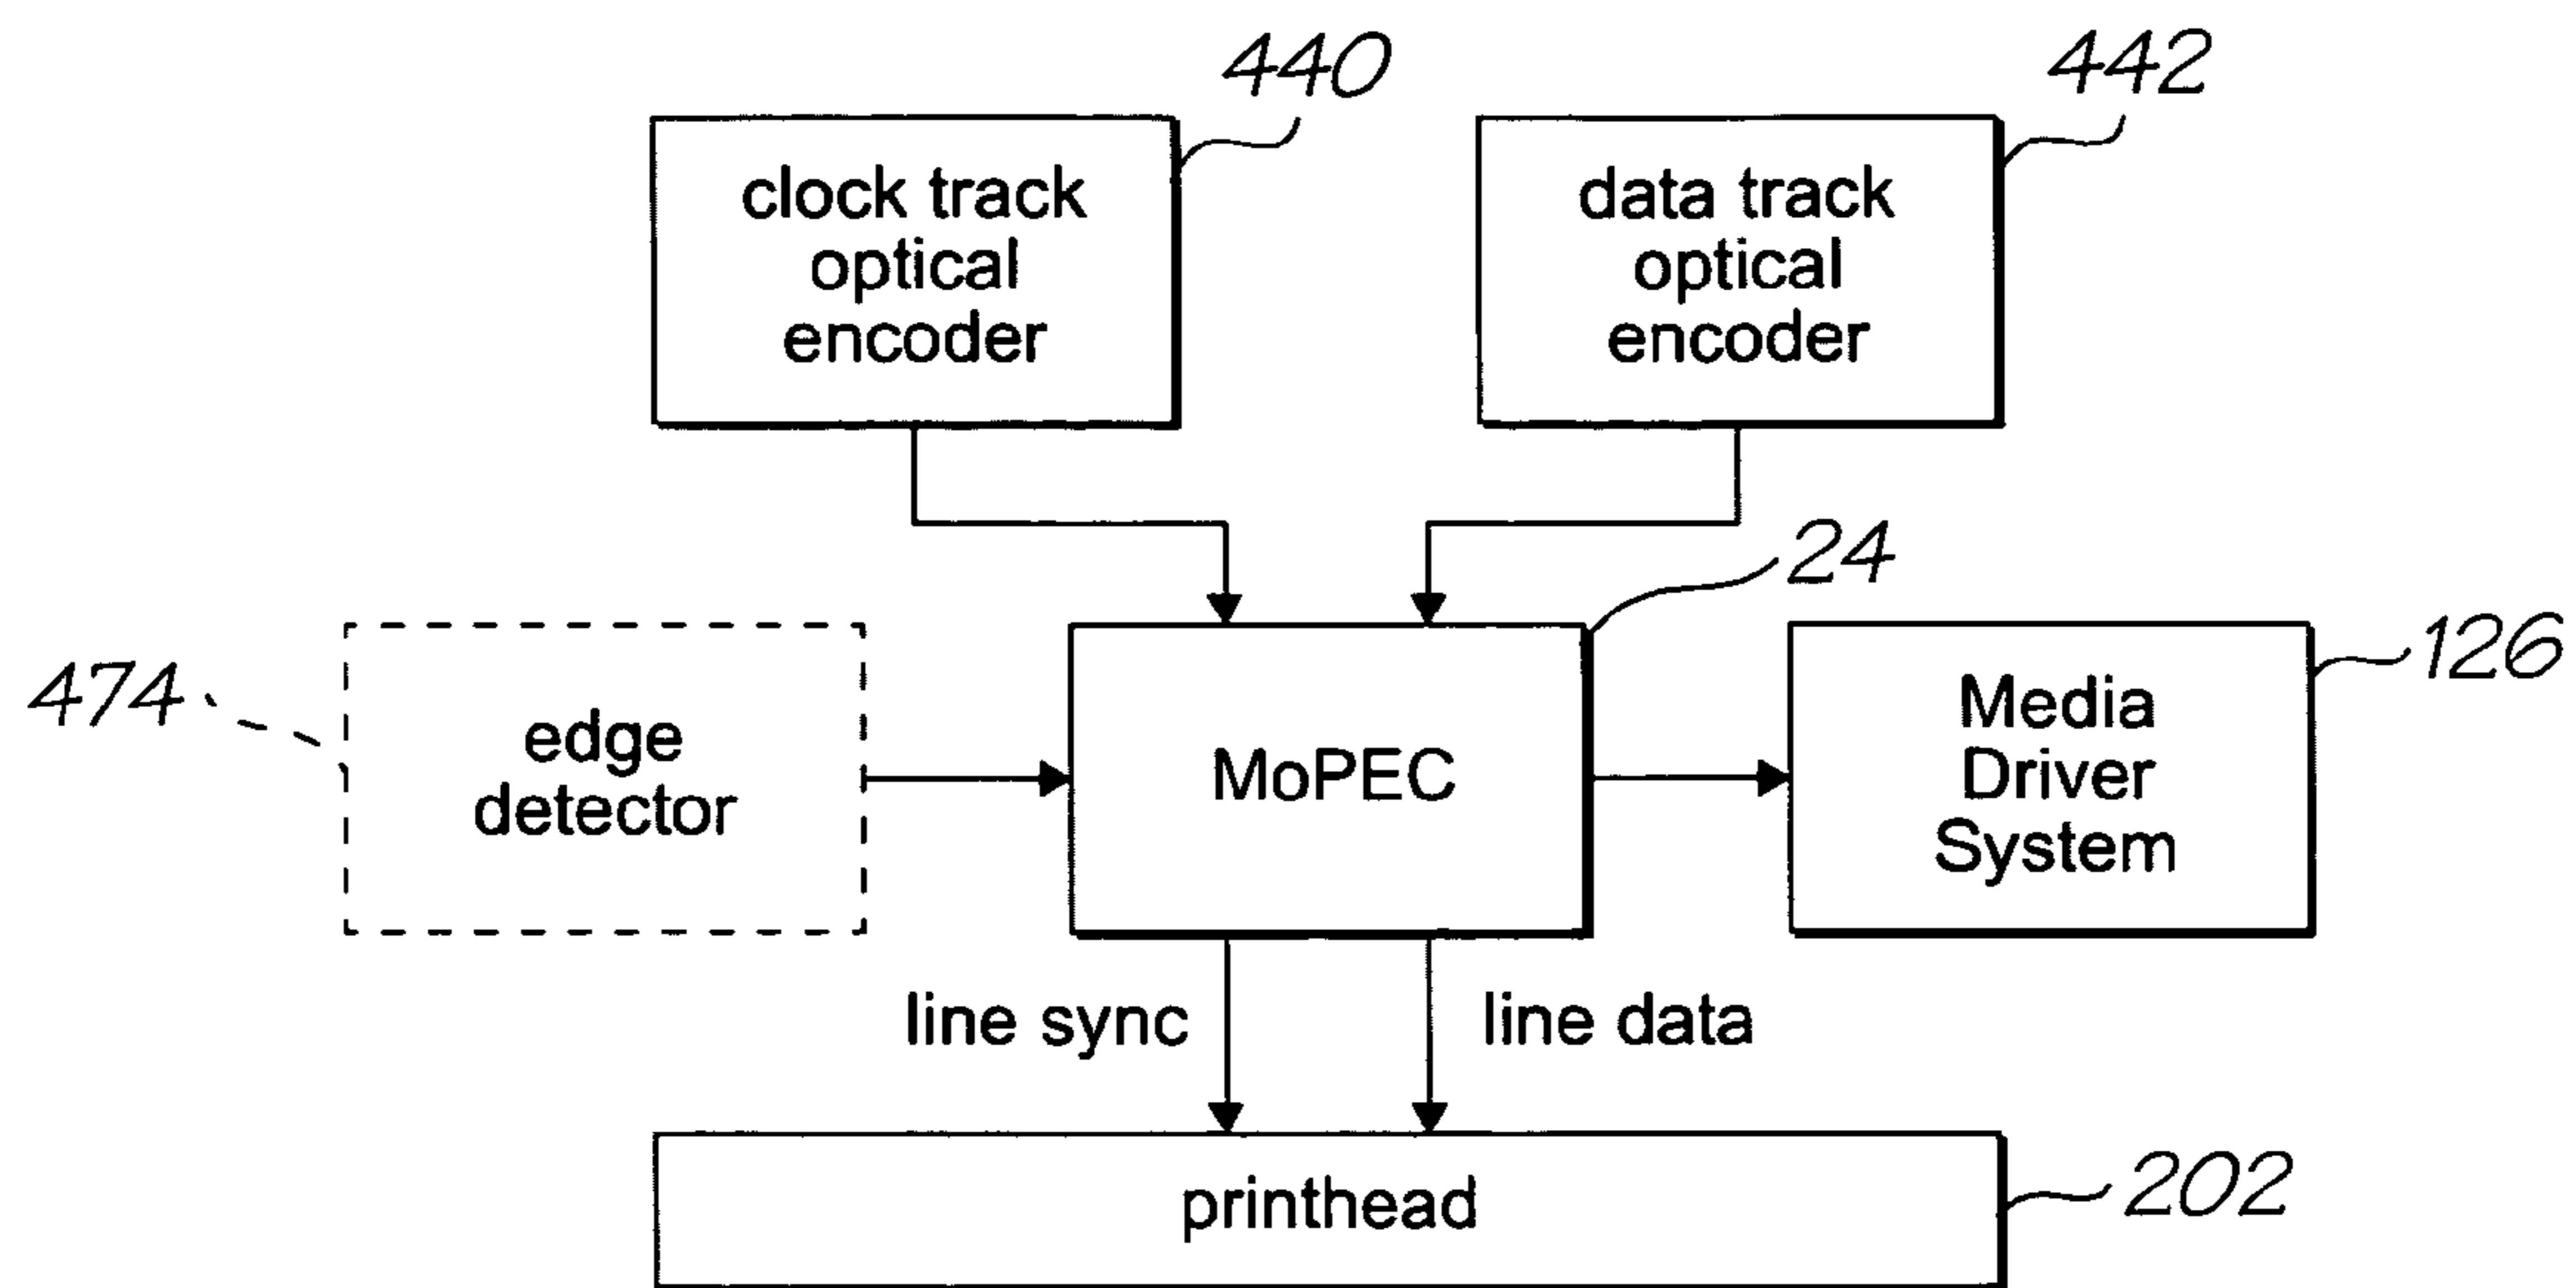 440
442
clock track
optical
encoder
data track
optical
encoder
24
474
edge
detector
MoPEC
126
Media
Driver
System
line sync
line data
printhead
202